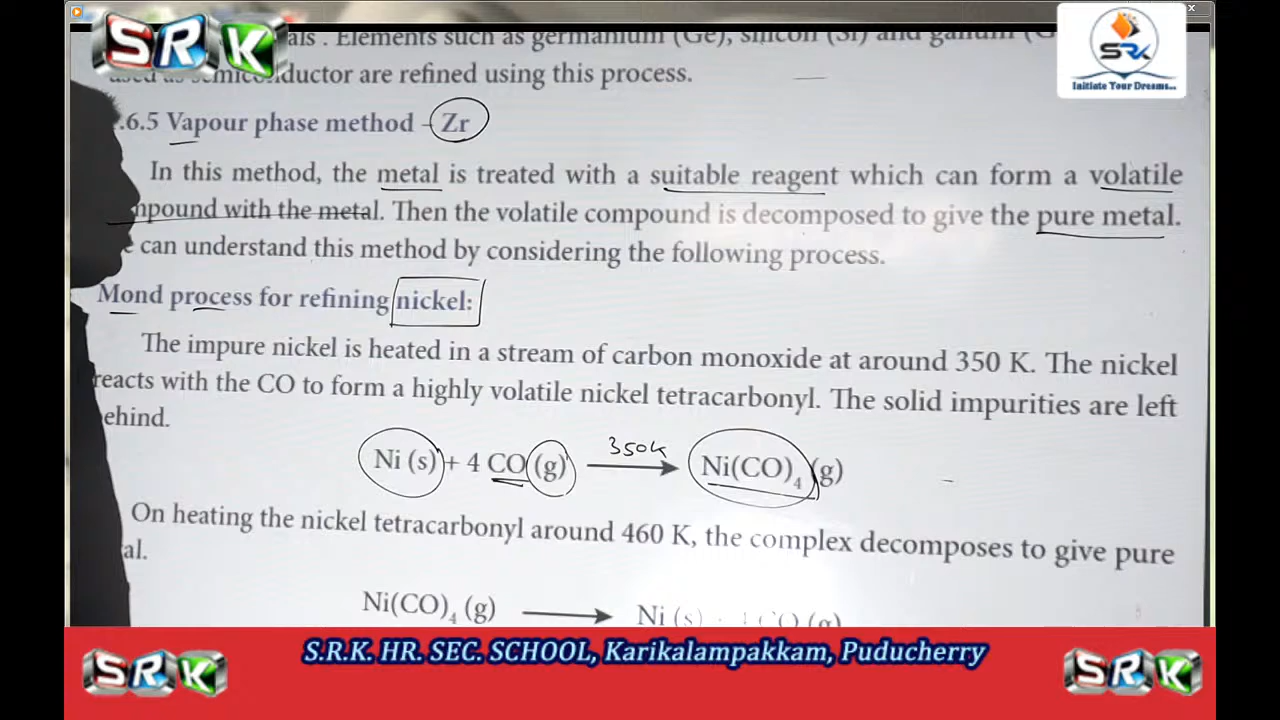 SRK
SRK
Initiate Your Dreams...
Elements such as germanium (Ge), silicon (Si) and gallium
semiconductor are refined using this process.
.6.5 Vapour phase method - Zr
In this method, the metal is treated with a suitable reagent which can form a volatile
mpound with the metal. Then the volatile compound is decomposed to give the pure metal.
can understand this method by considering the following process.
Mond process for refining nickel:
The impure nickel is heated in a stream of carbon monoxide at around 350 K. The nickel
reacts with the CO to form a highly volatile nickel tetracarbonyl. The solid impurities are left
ehind.
350K
Ni (s) + 4 CO (g) ⟶ Ni(CO)₄ (g)
On heating the nickel tetracarbonyl around 460 K, the complex decomposes to give pure
al.
Ni(CO)₄ (g) ⟶ Ni (s) CO (g)
SRK
S.R.K. HR. SEC. SCHOOL, Karikalampakkam, Puducherry
SRK